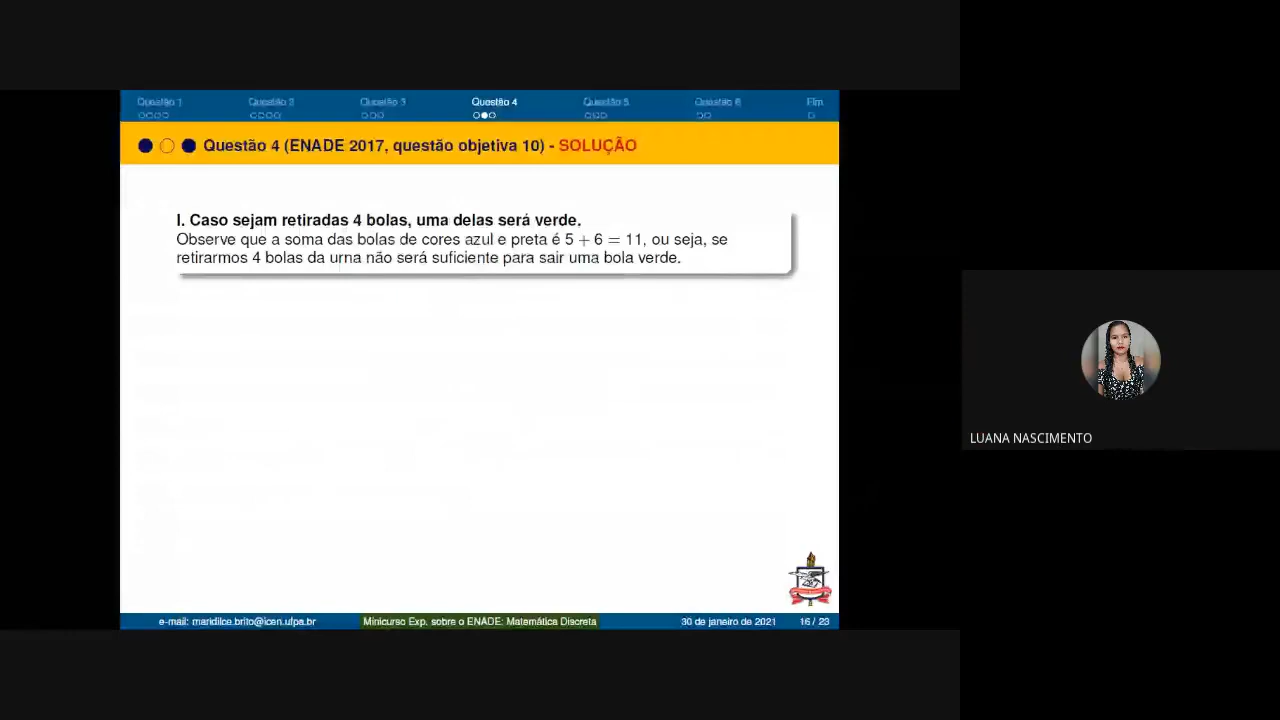 Questão 1
Questão 2
Questão 3
Questão 4
Questão 5
Questão 6
Fim
Questão 4 (ENADE 2017, questão objetiva 10) - SOLUÇÃO
I. Caso sejam retiradas 4 bolas, uma delas será verde.
Observe que a soma das bolas de cores azul e preta é 5 + 6 = 11, ou seja, se
retirarmos 4 bolas da urna não será suficiente para sair uma bola verde.
LUANA NASCIMENTO
e-mail: maridilce.brito@icen.ufpa.br
Minicurso Exp. sobre o ENADE: Matemática Discreta
30 de janeiro de 2021
16 / 23